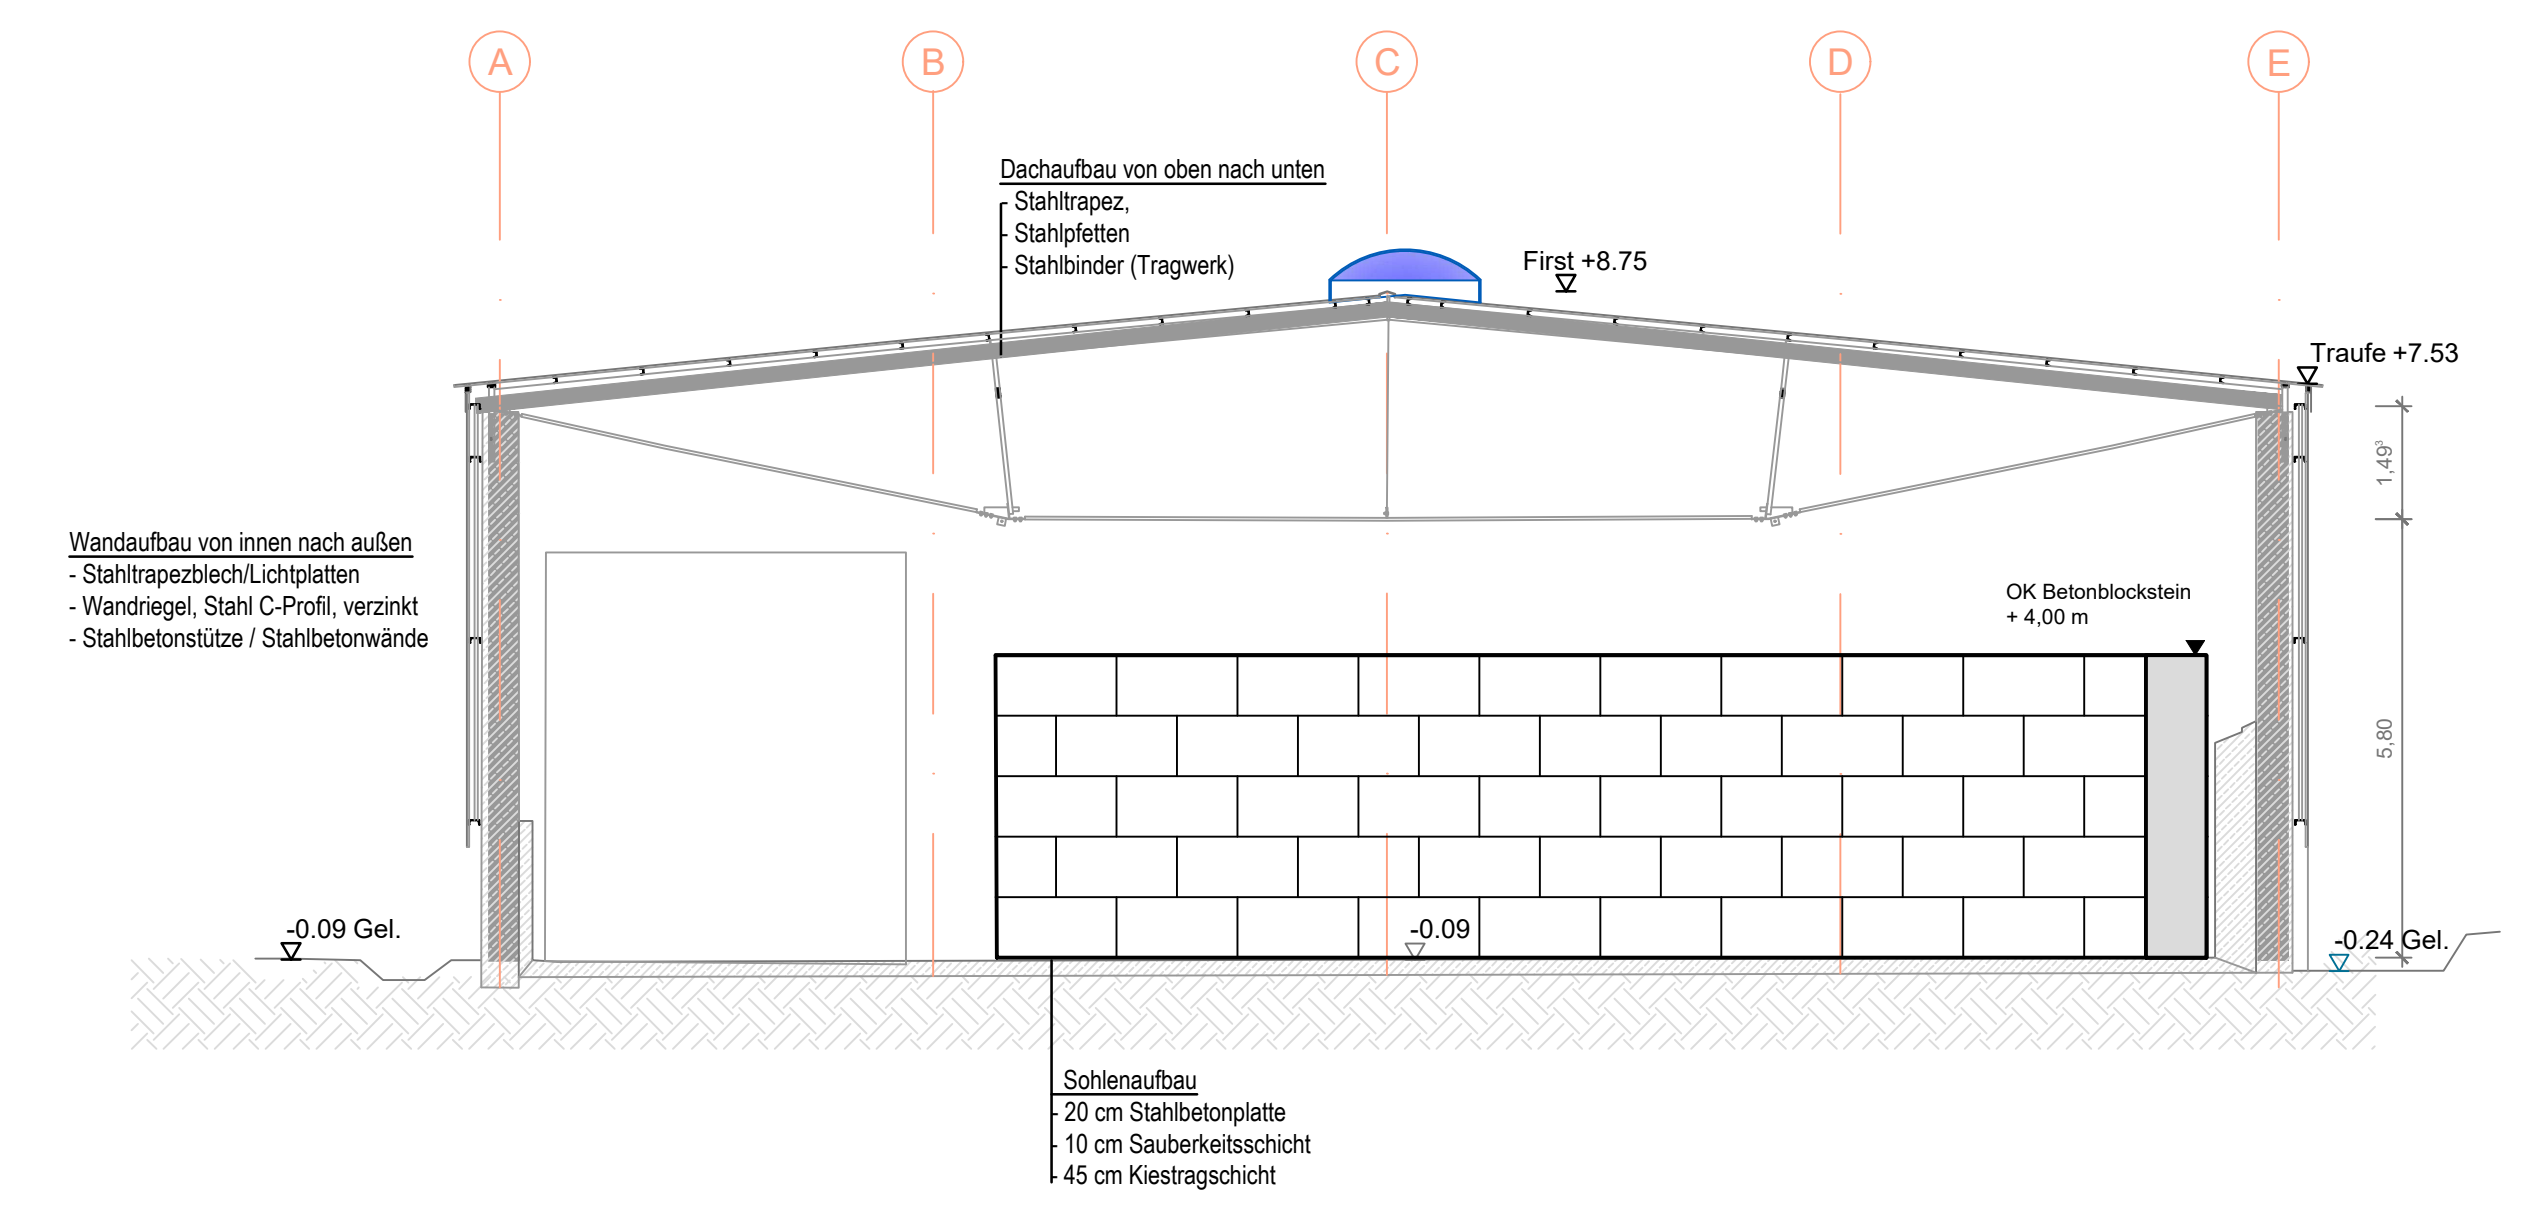 A
B
C
D
E
Dachaufbau von oben nach unten
- Stahltrapez,
- Stahlpfetten
- Stahlbinder (Tragwerk)
First +8.75
Traufe +7.53
1,49³
Wandaufbau von innen nach außen
- Stahltrapezblech/Lichtplatten
- Wandriegel, Stahl C-Profil, verzinkt
- Stahlbetonstütze / Stahlbetonwände
OK Betonblockstein
+ 4,00 m
5,80
-0.09 Gel.
-0.09
-0.24 Gel.
Sohlenaufbau
- 20 cm Stahlbetonplatte
- 10 cm Sauberkeitsschicht
- 45 cm Kiestragschicht